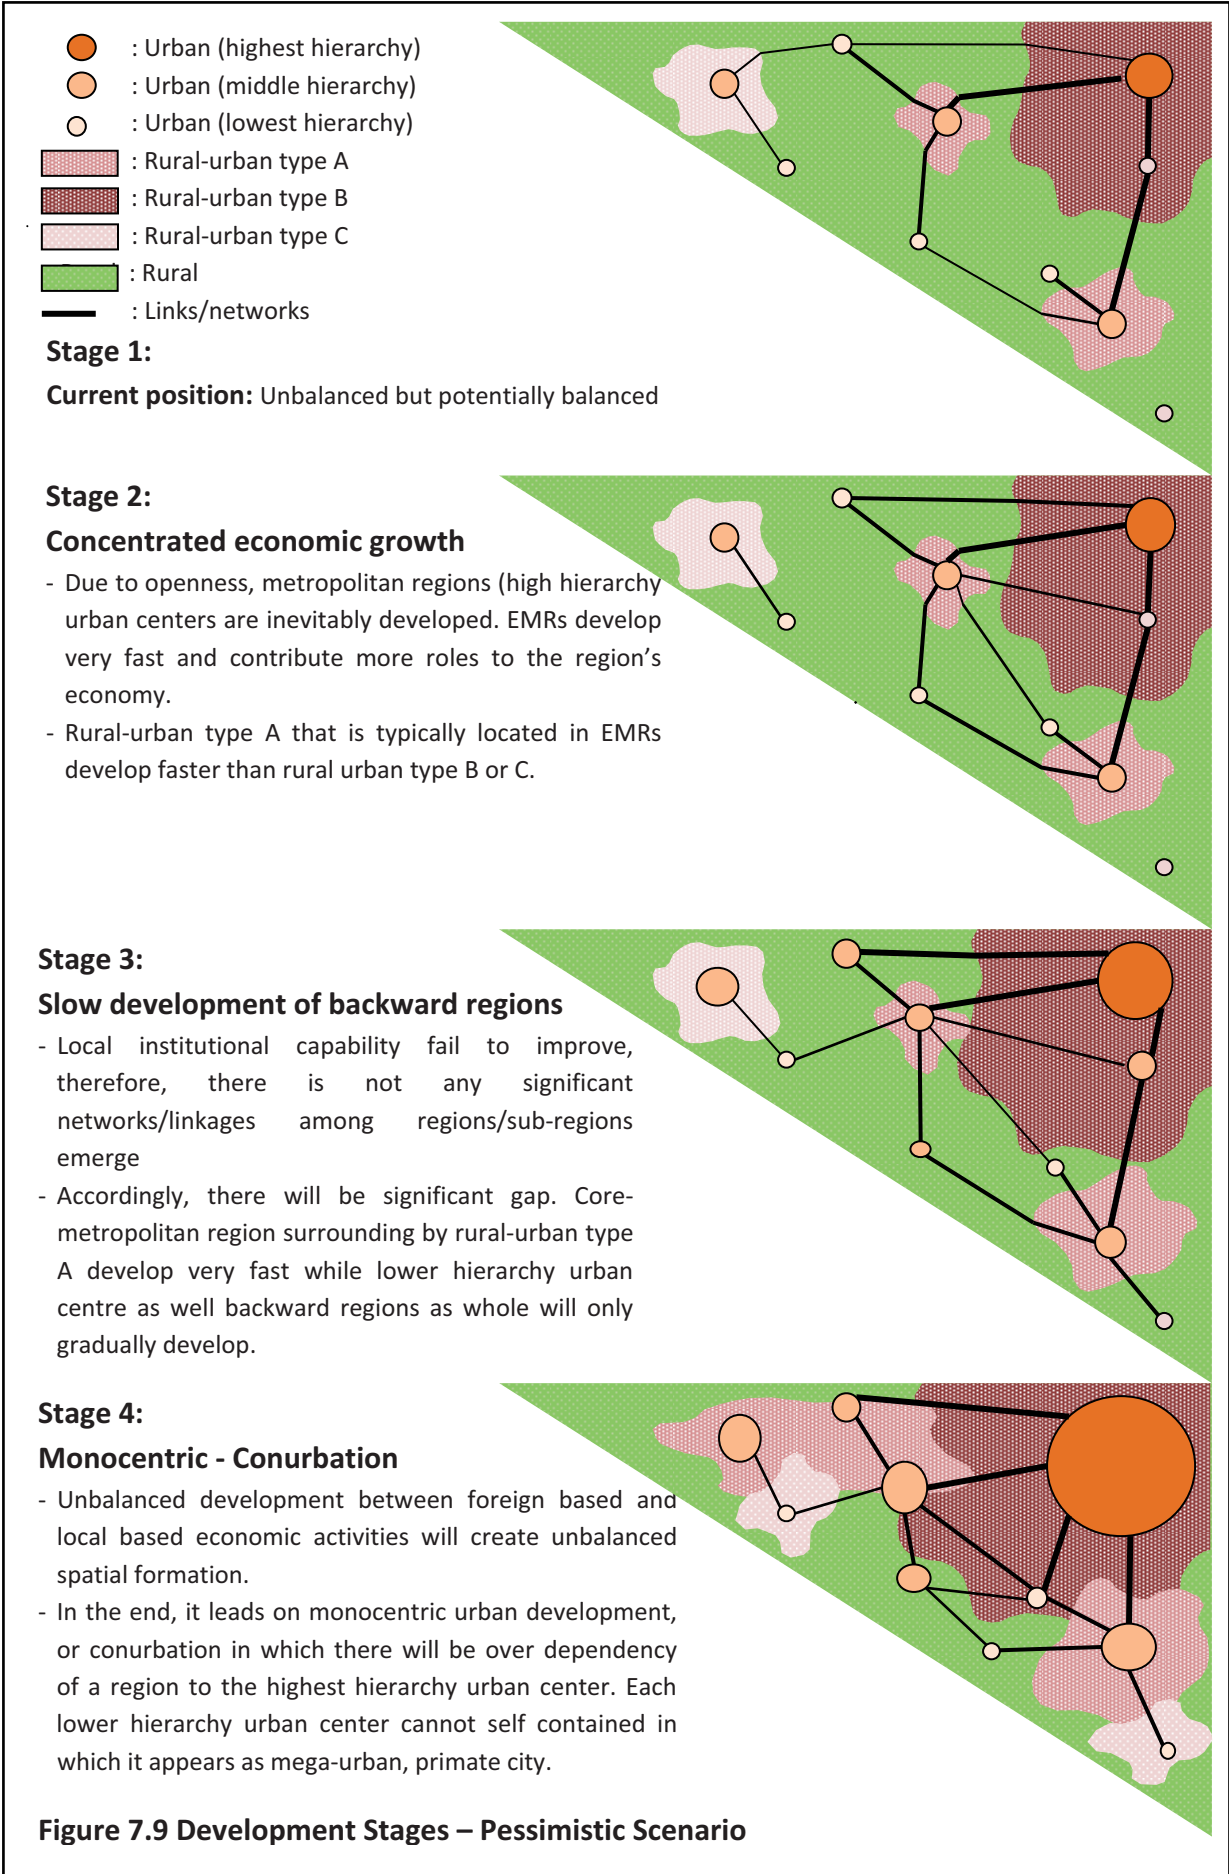 : Urban (highest hierarchy)
: Urban (middle hierarchy)
: Urban (lowest hierarchy)
: Rural-urban type A
: Rural-urban type B
: Rural-urban type C
: Rural
: Links/networks
Stage 1:
Current position: Unbalanced but potentially balanced
Stage 2:
Concentrated economic growth
- Due to openness, metropolitan regions (high hierarchy
urban centers are inevitably developed. EMRs develop
very fast and contribute more roles to the region’s
economy.
- Rural-urban type A that is typically located in EMRs
develop faster than rural urban type B or C.
Stage 3:
Slow development of backward regions
- Local institutional capability fail to improve,
therefore, there is not any significant
networks/linkages among regions/sub-regions
emerge
- Accordingly, there will be significant gap. Core-
metropolitan region surrounding by rural-urban type
A develop very fast while lower hierarchy urban
centre as well backward regions as whole will only
gradually develop.
Stage 4:
Monocentric - Conurbation
- Unbalanced development between foreign based and
local based economic activities will create unbalanced
spatial formation.
- In the end, it leads on monocentric urban development,
or conurbation in which there will be over dependency
of a region to the highest hierarchy urban center. Each
lower hierarchy urban center cannot self contained in
which it appears as mega-urban, primate city.
Figure 7.9 Development Stages – Pessimistic Scenario